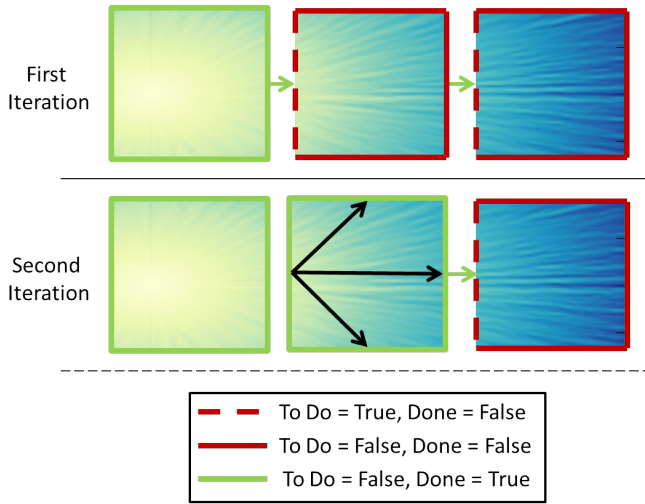 First
Iteration
Second
Iteration
To Do = True, Done = False
To Do = False, Done = False
To Do = False, Done = True